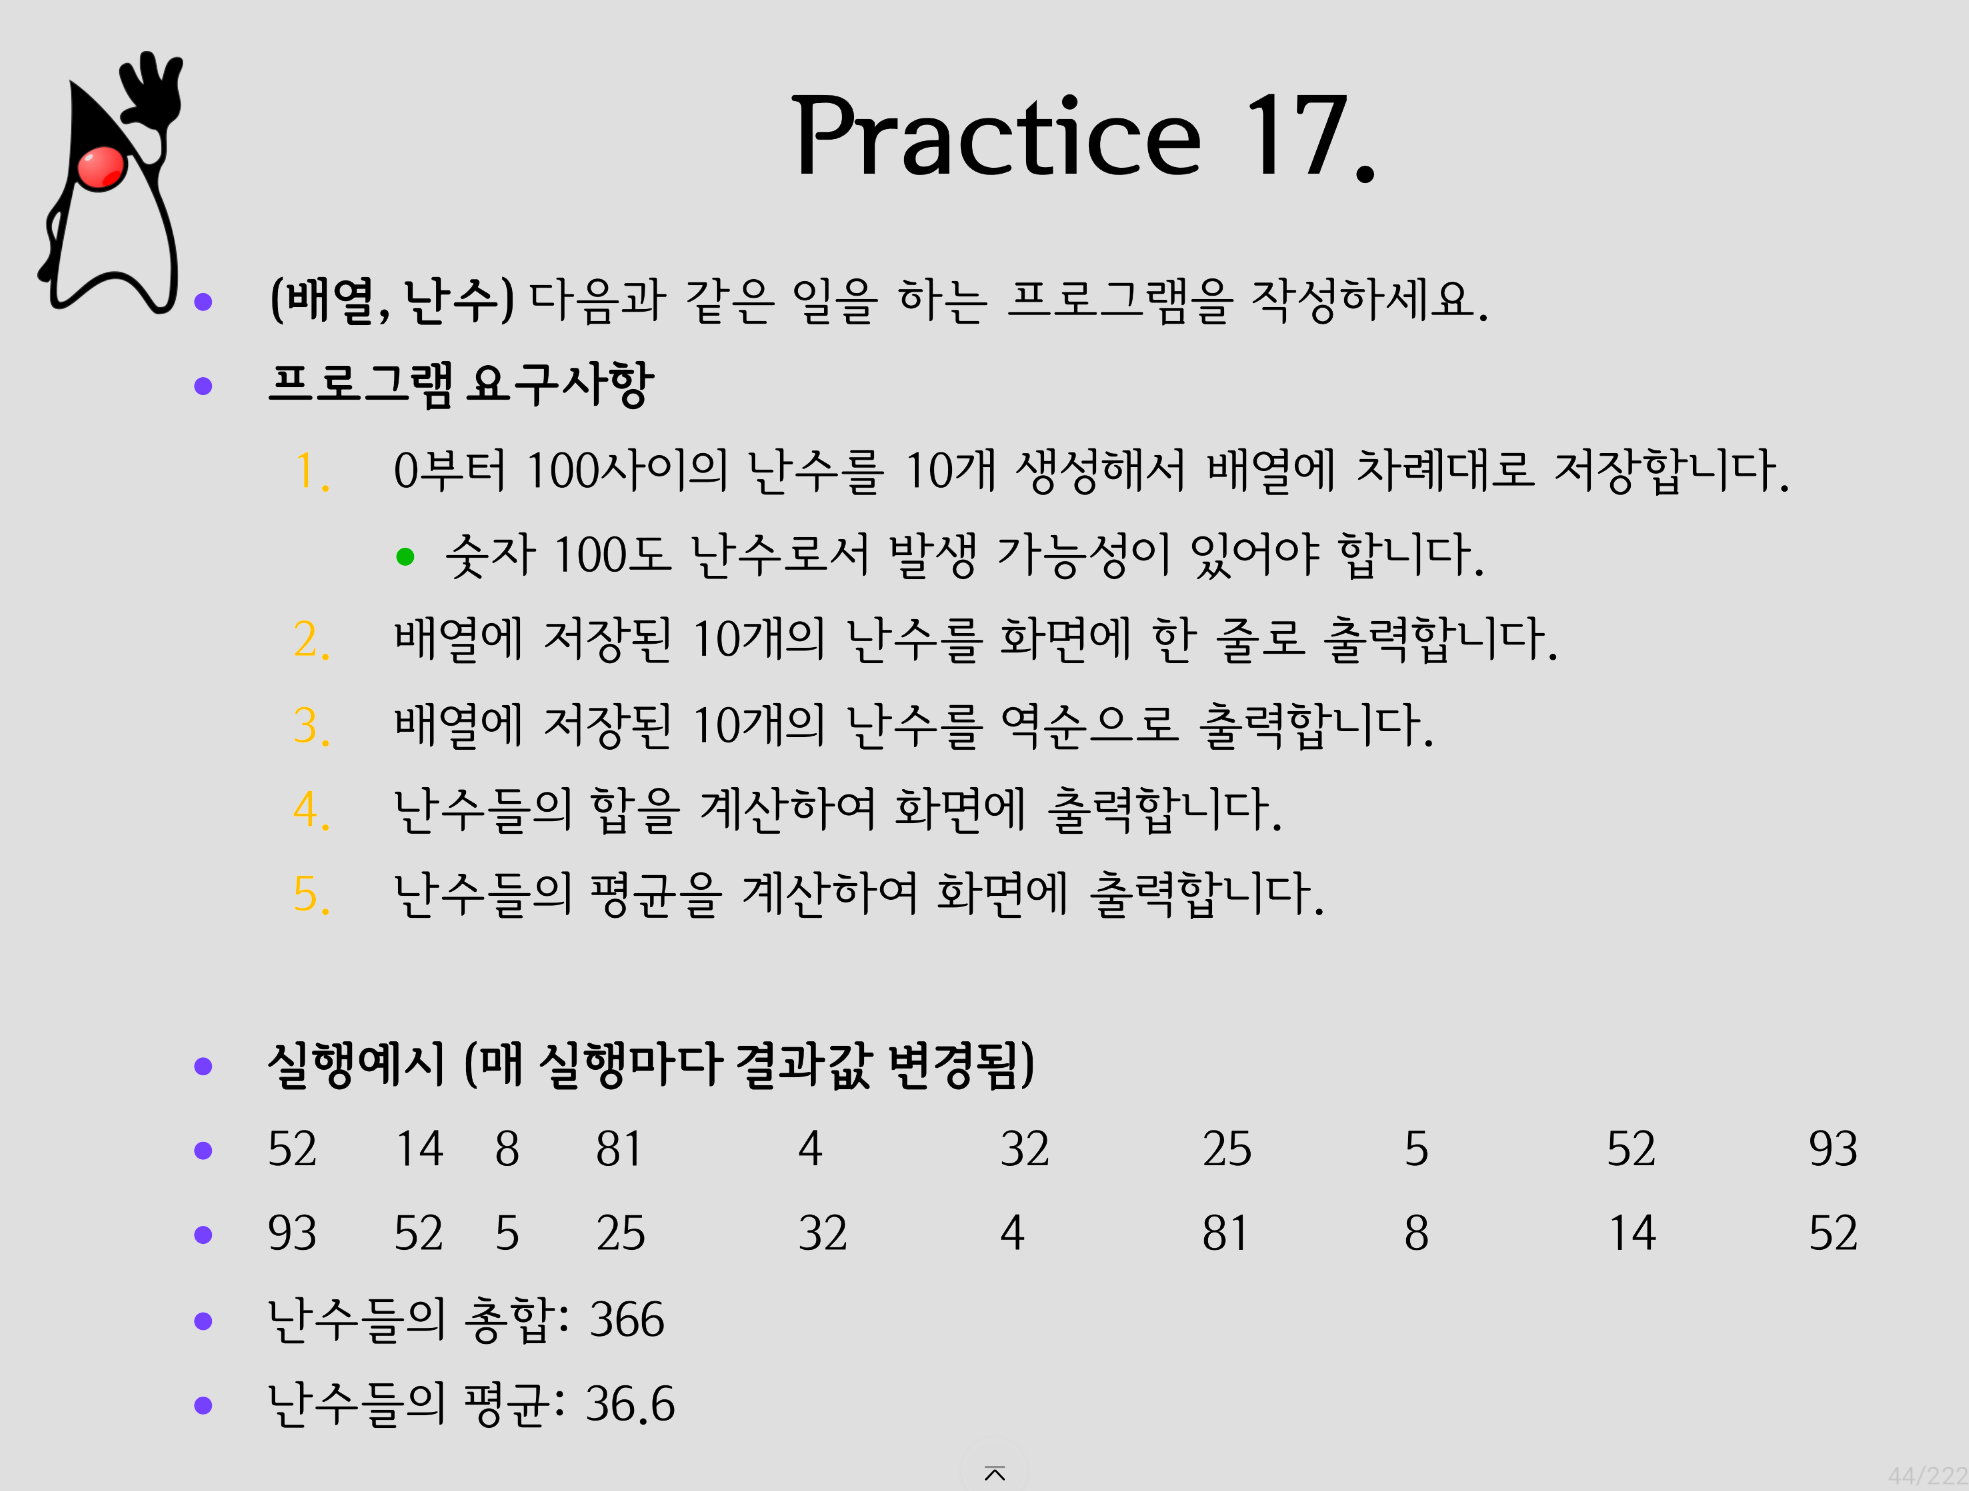 Practice 17.
(배열, 난수) 다음과 같은 일을 하는 프로그램을 작성하세요.
프로그램 요구사항
1. 0부터 100사이의 난수를 10개 생성해서 배열에 차례대로 저장합니다.
숫자 100도 난수로서 발생 가능성이 있어야 합니다.
2. 배열에 저장된 10개의 난수를 화면에 한 줄로 출력합니다.
3. 배열에 저장된 10개의 난수를 역순으로 출력합니다.
4. 난수들의 합을 계산하여 화면에 출력합니다.
5. 난수들의 평균을 계산하여 화면에 출력합니다.
실행예시 (매 실행마다 결과값 변경됨)
52 14 8 81 4 32 25 5 52 93
93 52 5 25 32 4 81 8 14 52
난수들의 총합: 366
난수들의 평균: 36.6
44/222